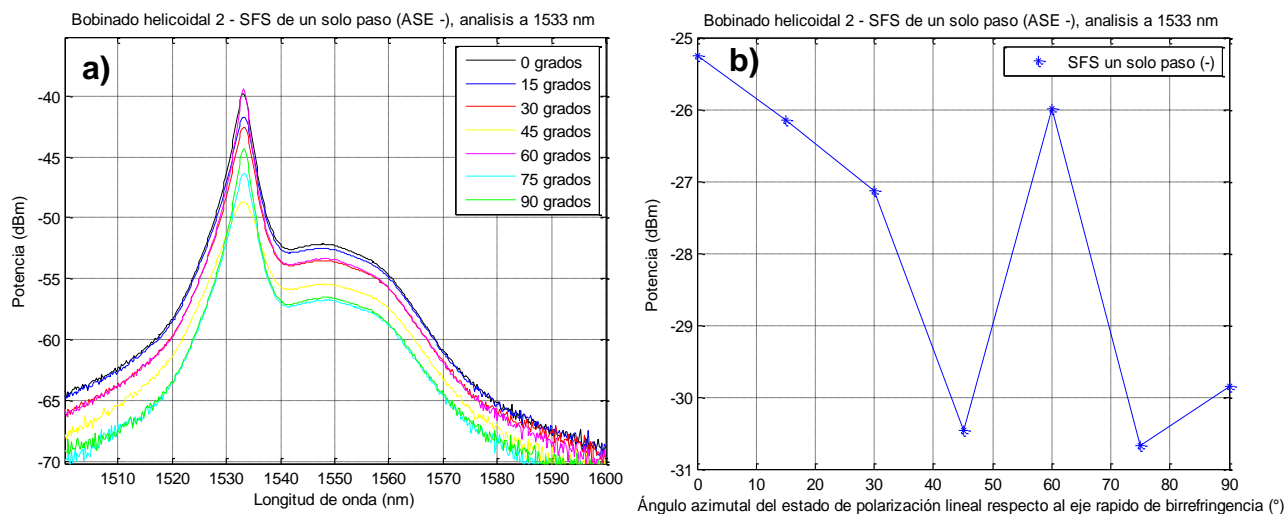 Bobinado helicoidal 2 - SFS de un solo paso (ASE -), analisis a 1533 nm
a)
0 grados
15 grados
30 grados
45 grados
60 grados
75 grados
90 grados
-40
-45
-50
-55
-60
-65
-70
Potencia (dBm)
1510
1520
1530
1540
1550
1560
1570
1580
1590
1600
Longitud de onda (nm)
Bobinado helicoidal 2 - SFS de un solo paso (ASE -), analisis a 1533 nm
b)
SFS un solo paso (-)
-25
-26
-27
-28
-29
-30
-31
Potencia (dBm)
0
10
20
30
40
50
60
70
80
90
Ángulo azimutal del estado de polarización lineal respecto al eje rapido de birrefringencia (°)